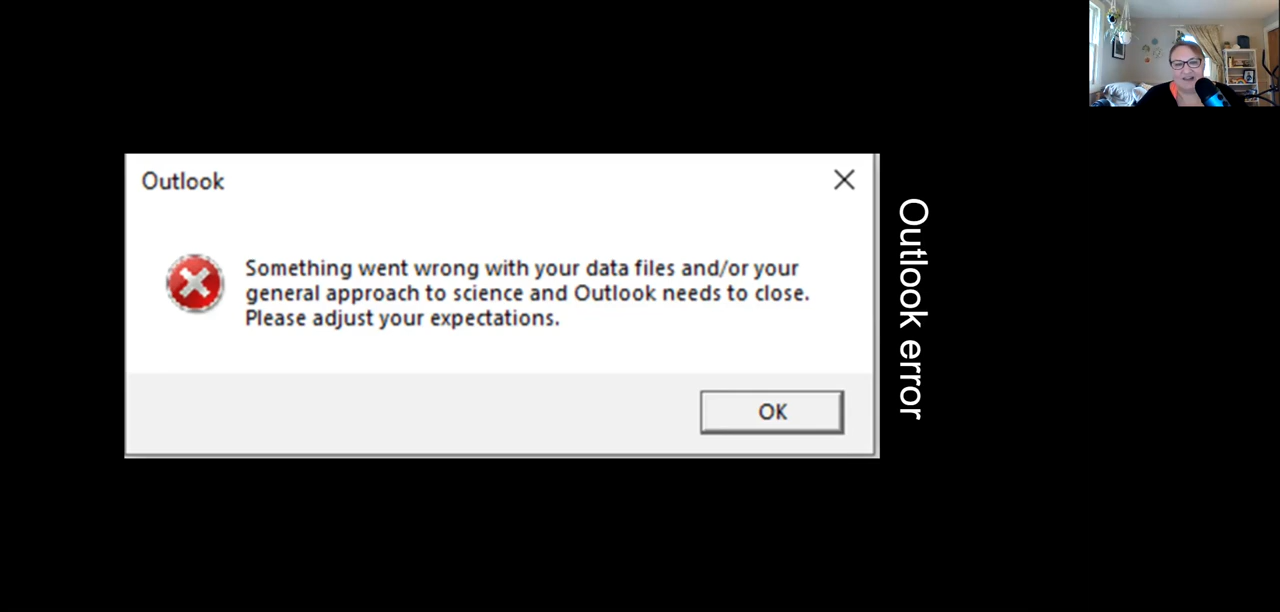 Outlook
Something went wrong with your data files and/or your
general approach to science and Outlook needs to close.
Please adjust your expectations.
OK
Outlook error